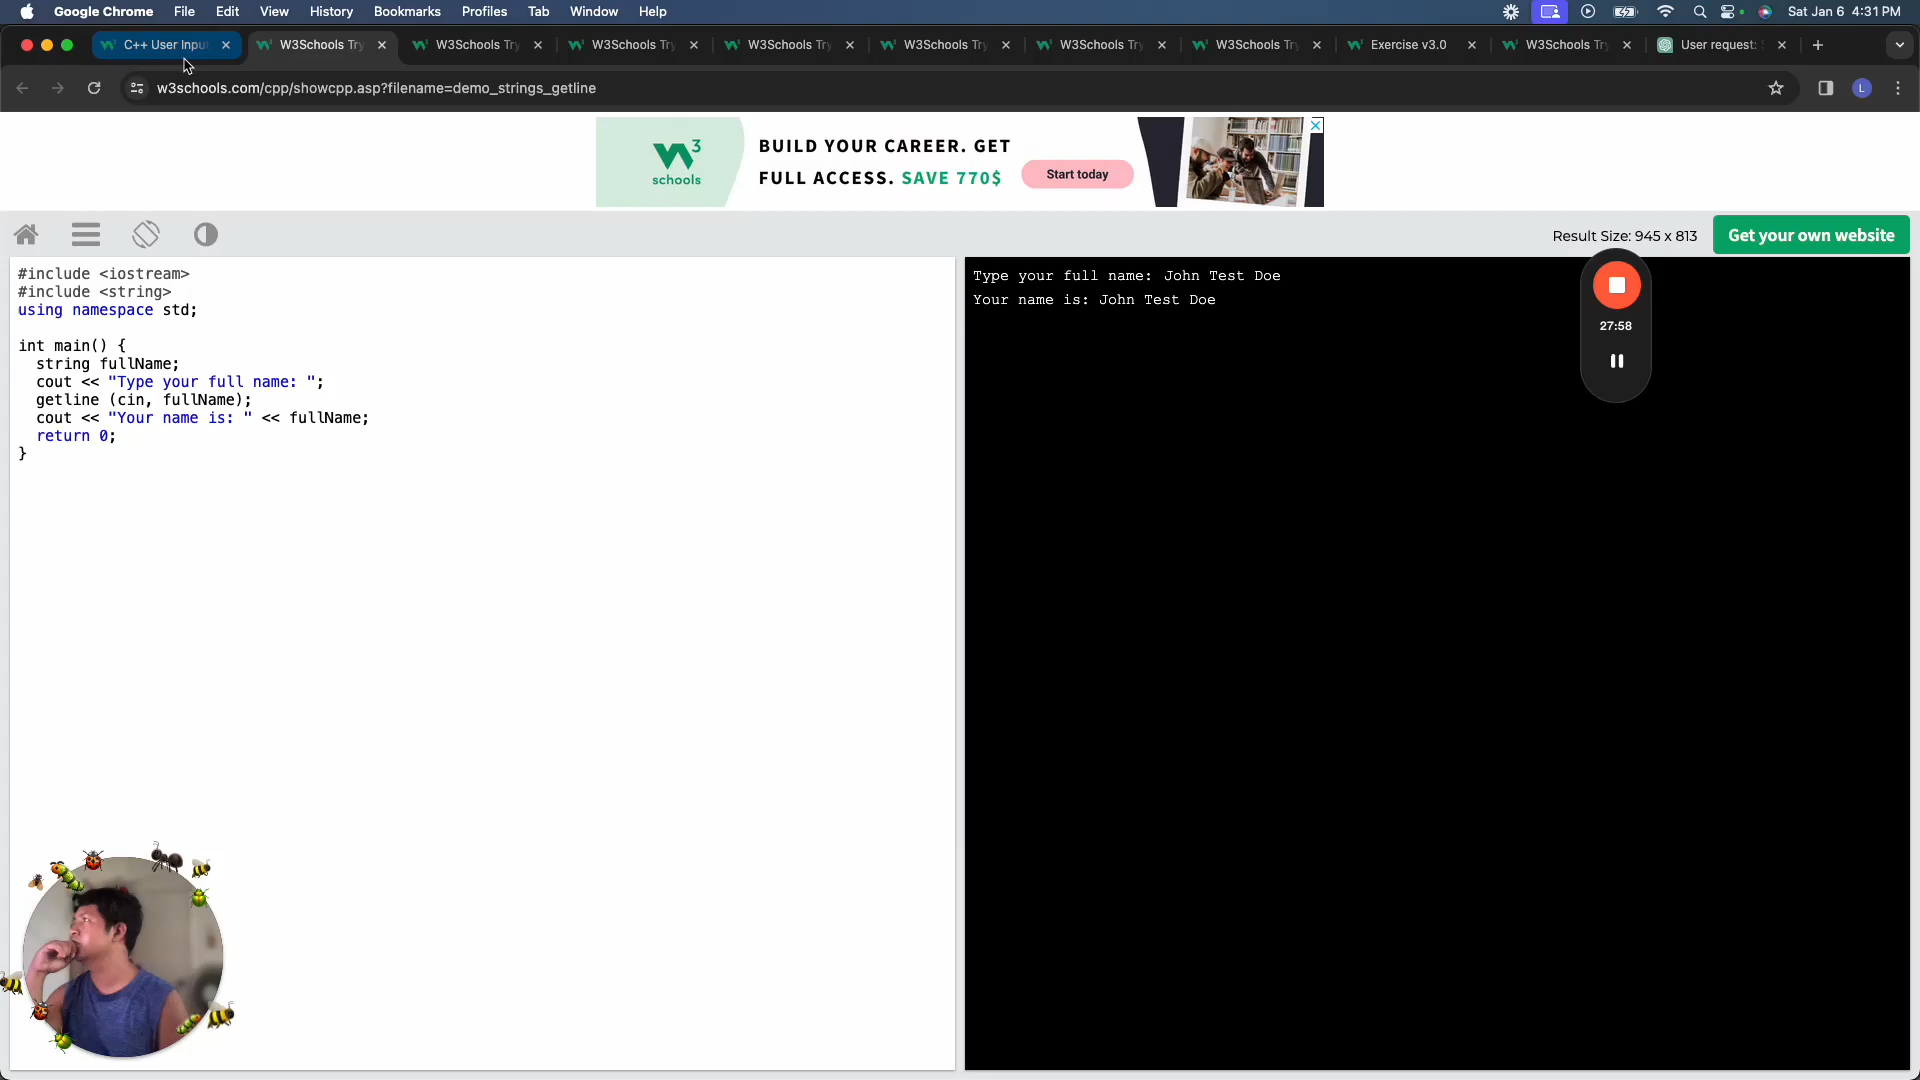 Google Chrome File Edit View History Bookmarks Profiles Tab Window Help Sat Jan 6 4:31 PM
C++ User Input W3Schools Try W3Schools Try W3Schools Try W3Schools Try W3Schools Try W3Schools Try W3Schools Try Exercise v3.0 W3Schools Try User request:
w3schools.com/cpp/showcpp.asp?filename=demo_strings_getline L
W3 schools
BUILD YOUR CAREER. GET
FULL ACCESS. SAVE 770$
Start today
Result Size: 945 x 813 Get your own website
#include <iostream>
#include <string>
using namespace std;
int main() {
string fullName;
cout << "Type your full name: ";
getline (cin, fullName);
cout << "Your name is: " << fullName;
return 0;
}
Type your full name: John Test Doe
Your name is: John Test Doe
27:58